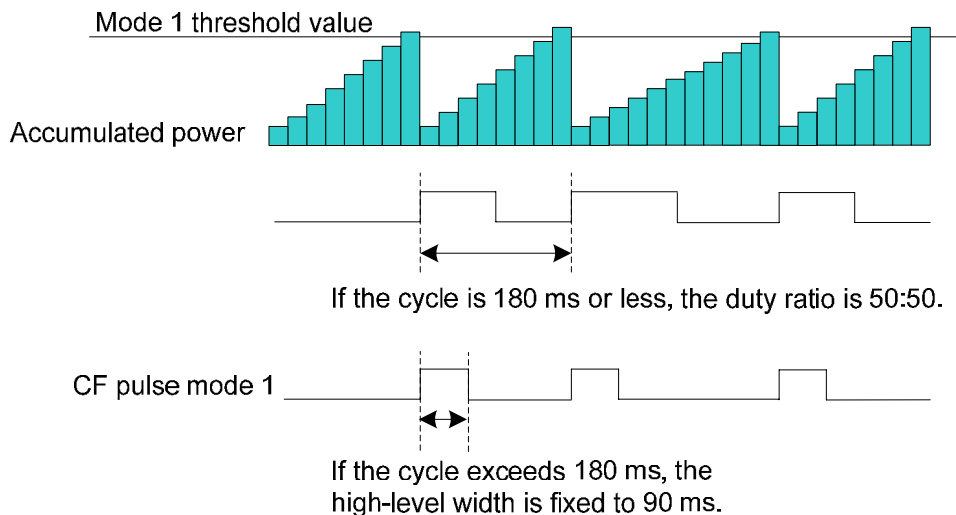 Mode 1 threshold value
Accumulated power
If the cycle is 180 ms or less, the duty ratio is 50:50.
CF pulse mode 1
If the cycle exceeds 180 ms, the
high-level width is fixed to 90 ms.